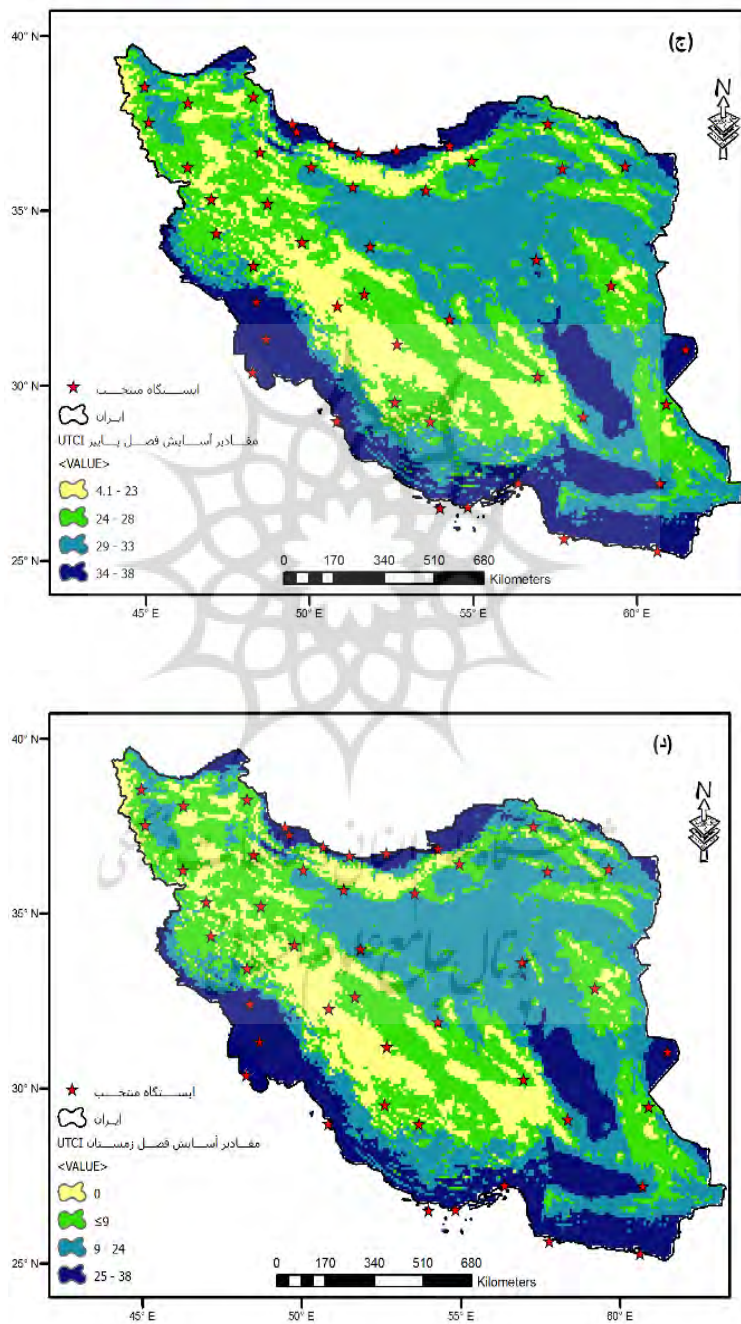 (ج)
N
40° N
35° N
30° N
25° N
ایستگاه منتخب
ایران
مقادیر آسایش فصل پاییز UTCI
<VALUE>
4.1 - 23
24 - 28
29 - 33
34 - 38
0 170 340 510 680
Kilometers
45° E 50° E 55° E 60° E
(د)
N
40° N
35° N
30° N
25° N
پرتال جامع علوم
ایستگاه منتخب
ایران
مقادیر آسایش فصل زمستان UTCI
<VALUE>
0
≤9
9 - 24
25 - 38
0 170 340 510 680
Kilometers
45° E 50° E 55° E 60° E